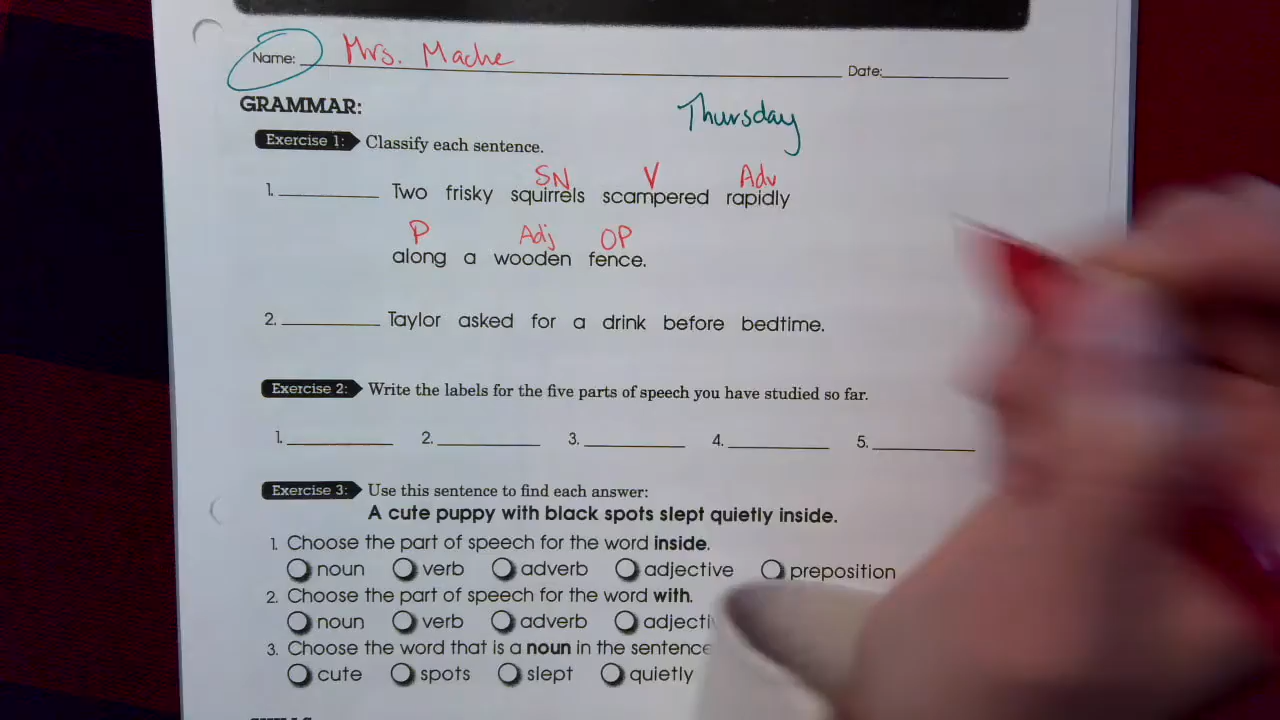 Name: Mrs. Mache Date:
GRAMMAR: Thursday
Exercise 1: Classify each sentence.
SN V Adv
1. Two frisky squirrels scampered rapidly
P Adj OP
along a wooden fence.
2. Taylor asked for a drink before bedtime.
Exercise 2: Write the labels for the five parts of speech you have studied so far.
1. 2. 3. 4. 5.
Exercise 3: Use this sentence to find each answer:
A cute puppy with black spots slept quietly inside.
1. Choose the part of speech for the word inside.
noun verb adverb adjective preposition
2. Choose the part of speech for the word with.
noun verb adverb
3. Choose the word that is a noun in the sentence
cute spots slept quietly